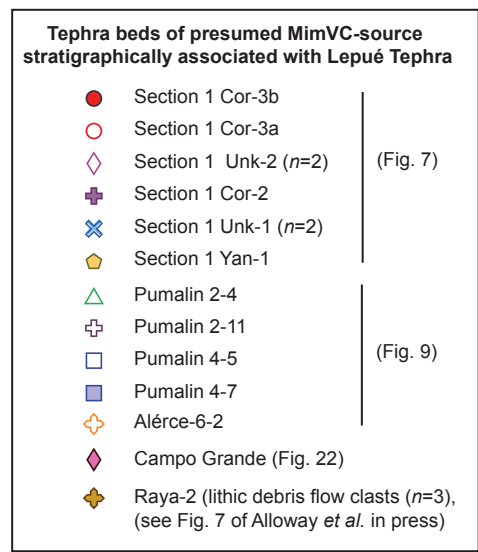 Tephra beds of presumed MimVC-source
stratigraphically associated with Lepué Tephra
Section 1 Cor-3b
Section 1 Cor-3a
Section 1 Unk-2 (n=2)
Section 1 Cor-2
Section 1 Unk-1 (n=2)
Section 1 Yan-1
(Fig. 7)
Pumalin 2-4
Pumalin 2-11
Pumalin 4-5
Pumalin 4-7
Alérce-6-2
(Fig. 9)
Campo Grande (Fig. 22)
Raya-2 (lithic debris flow clasts (n=3),
(see Fig. 7 of Alloway et al. in press)